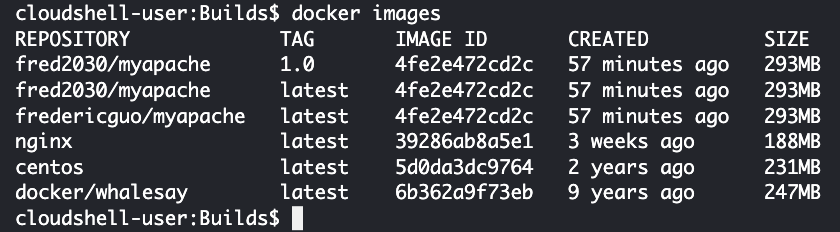 cloudshell-user:Builds$ docker images
REPOSITORY TAG IMAGE ID CREATED SIZE
fred2030/myapache 1.0 4fe2e472cd2c 57 minutes ago 293MB
fred2030/myapache latest 4fe2e472cd2c 57 minutes ago 293MB
fredericguo/myapache latest 4fe2e472cd2c 57 minutes ago 293MB
nginx latest 39286ab8a5e1 3 weeks ago 188MB
centos latest 5d0da3dc9764 2 years ago 231MB
docker/whalesay latest 6b362a9f73eb 9 years ago 247MB
cloudshell-user:Builds$